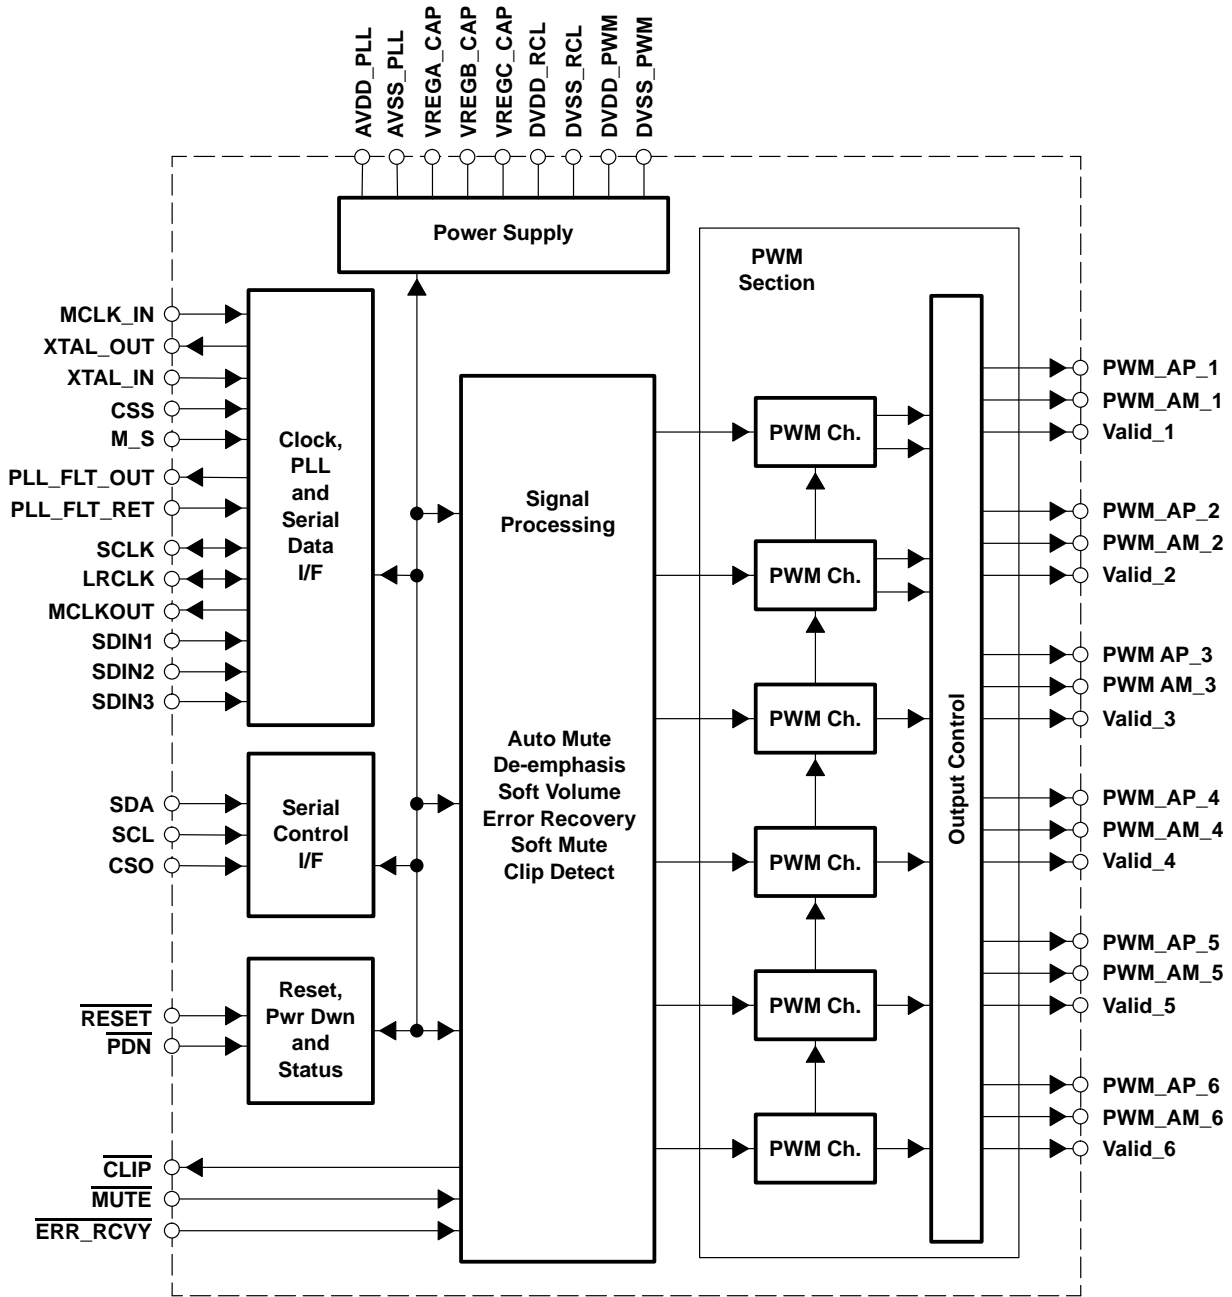 AVDD_PLL
AVSS_PLL
VREGA_CAP
VREGB_CAP
VREGC_CAP
DVDD_RCL
DVSS_RCL
DVDD_PWM
DVSS_PWM
Power Supply
PWM
Section
MCLK_IN
XTAL_OUT
XTAL_IN
CSS
M_S
PLL_FLT_OUT
PLL_FLT_RET
SCLK
LRCLK
MCLKOUT
SDIN1
SDIN2
SDIN3
Clock,
PLL
and
Serial
Data
I/F
SDA
SCL
CSO
Serial
Control
I/F
RESET
PDN
Reset,
Pwr Dwn
and
Status
CLIP
MUTE
ERR_RCVY
Signal
Processing
Auto Mute
De-emphasis
Soft Volume
Error Recovery
Soft Mute
Clip Detect
PWM Ch.
PWM Ch.
PWM Ch.
PWM Ch.
PWM Ch.
PWM Ch.
Output Control
PWM_AP_1
PWM_AM_1
Valid_1
PWM_AP_2
PWM_AM_2
Valid_2
PWM AP_3
PWM AM_3
Valid_3
PWM_AP_4
PWM_AM_4
Valid_4
PWM_AP_5
PWM_AM_5
Valid_5
PWM_AP_6
PWM_AM_6
Valid_6